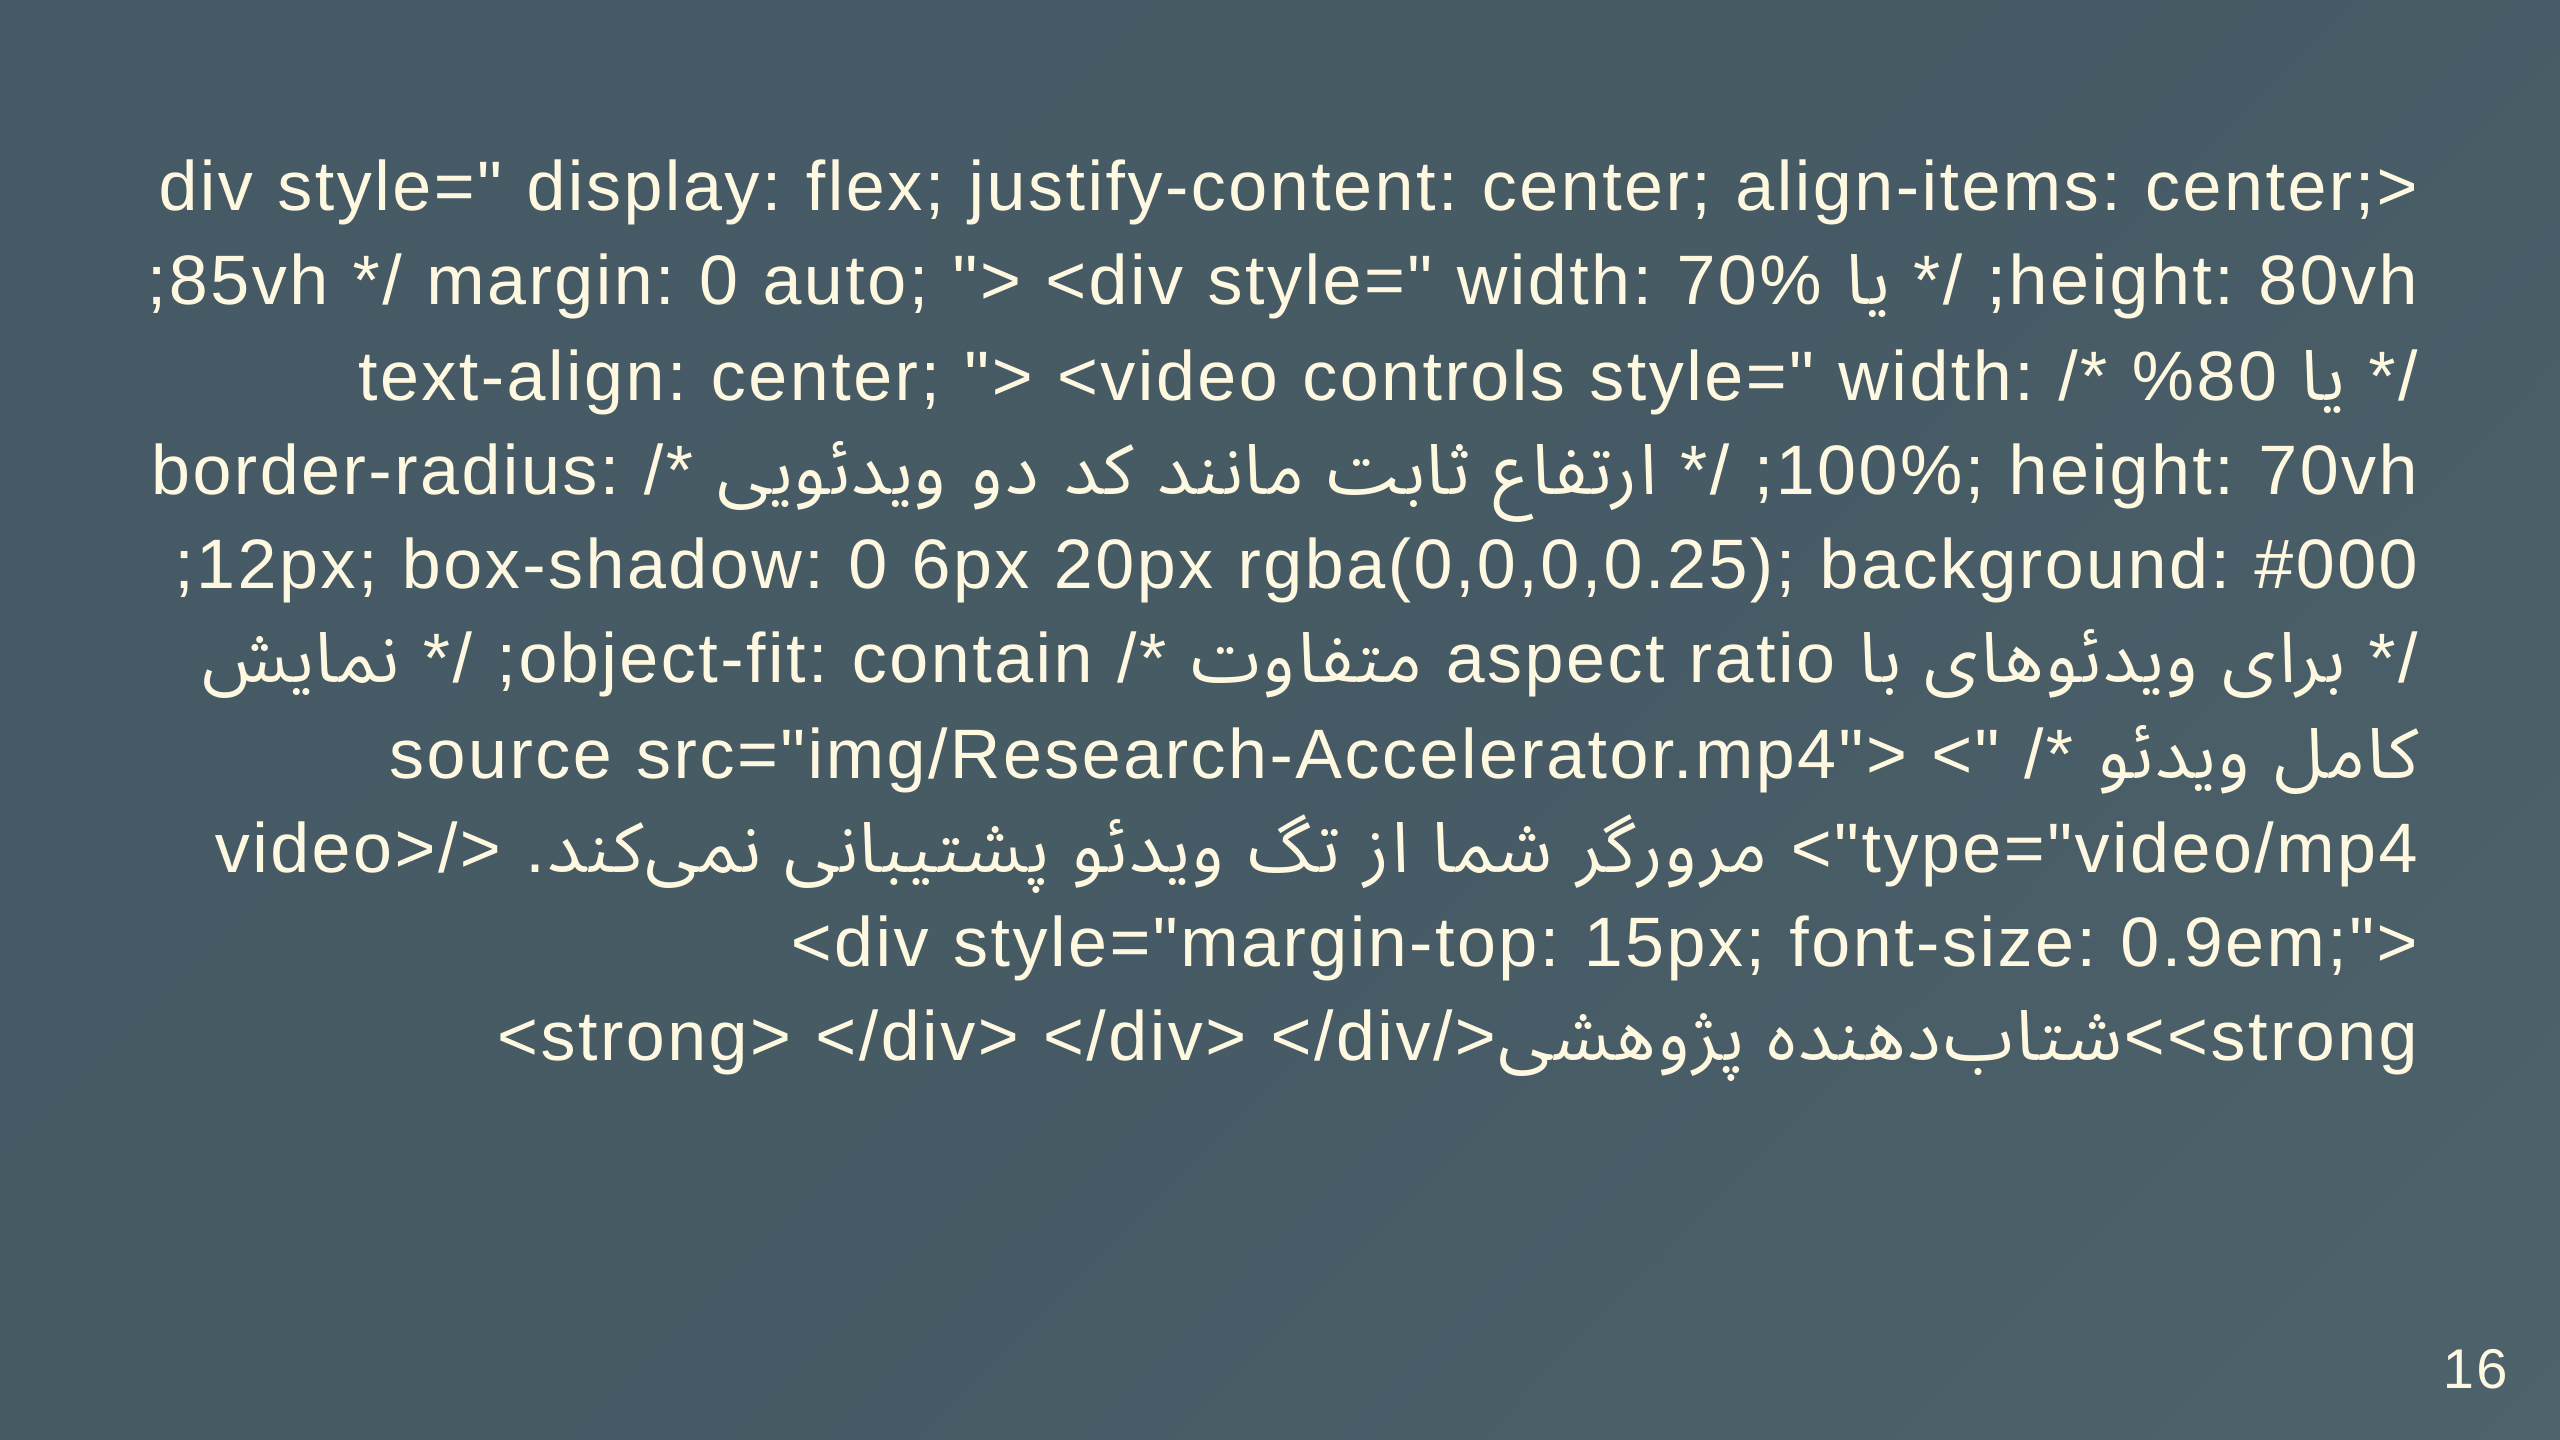 <div style=" display: flex; justify-content: center; align-items: center;
height: 80vh; /* یا 85vh */ margin: 0 auto; "> <div style=" width: 70%;
/* یا 80% */ text-align: center; "> <video controls style=" width:
100%; height: 70vh; /* ارتفاع ثابت مانند کد دو ویدئویی */ border-radius:
12px; box-shadow: 0 6px 20px rgba(0,0,0,0.25); background: #000;
/* برای ویدئوهای با aspect ratio متفاوت */ object-fit: contain; /* نمایش
کامل ویدئو */ "> <source src="img/Research-Accelerator.mp4"
type="video/mp4"> مرورگر شما از تگ ویدئو پشتیبانی نمی‌کند. </video>
<div style="margin-top: 15px; font-size: 0.9em;">
<strong>شتاب‌دهنده پژوهشی</strong> </div> </div> </div>
16